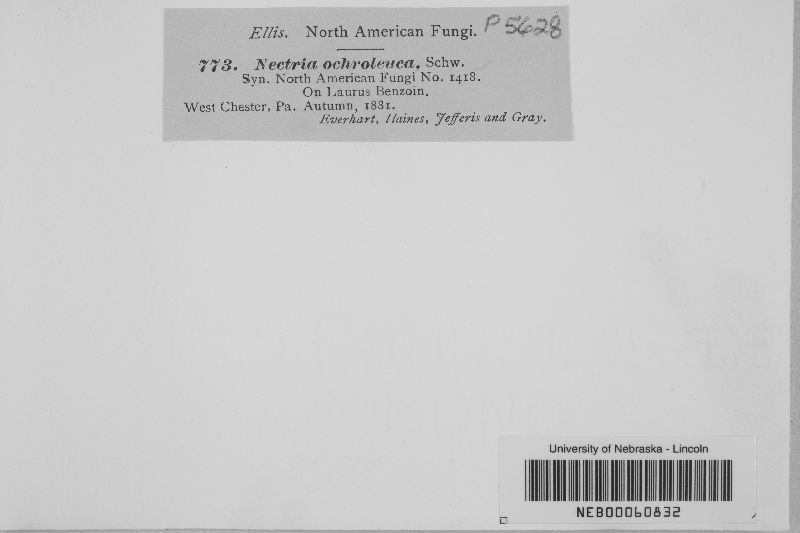 Ellis. North American Fungi. P 5628
773. Nectria ochroleuca, Schw.
Syn. North American Fungi No. 1418.
On Laurus Benzoin.
West Chester, Pa. Autumn, 1881.
Everhart, Haines, Jefferis and Gray.
University of Nebraska - Lincoln
NEB00060832